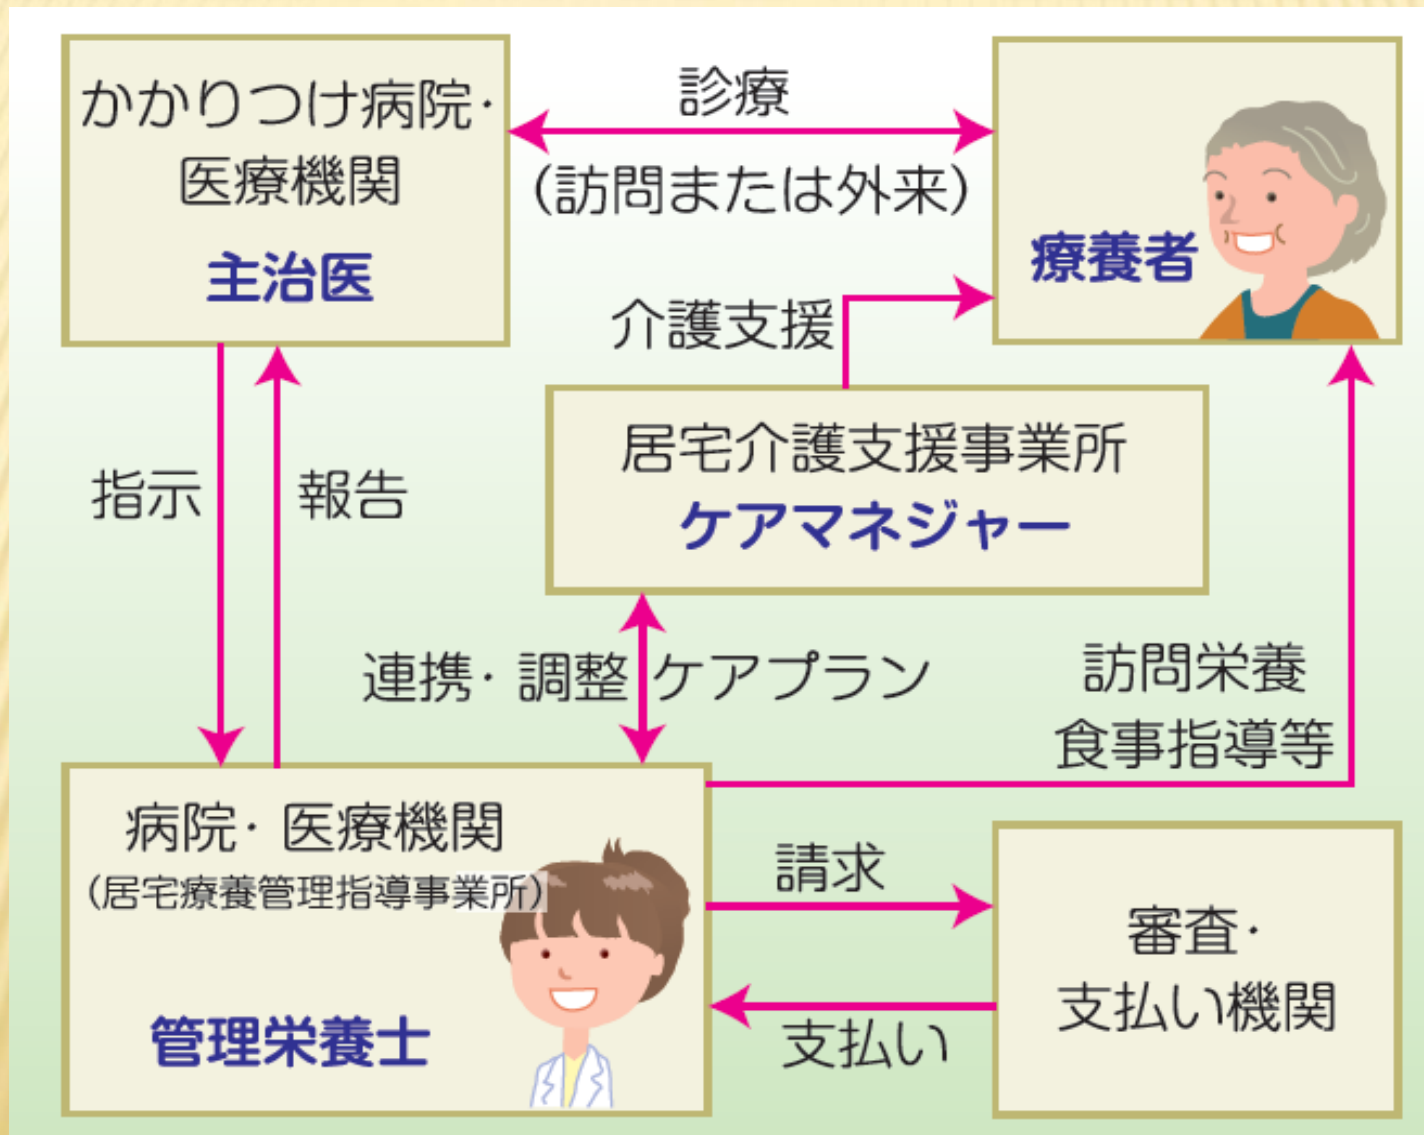 かかりつけ病院・
医療機関
主治医
診療
(訪問または外来)
療養者
介護支援
居宅介護支援事業所
ケアマネジャー
指示
報告
連携・調整
ケアプラン
訪問栄養
食事指導等
病院・医療機関
(居宅療養管理指導事業所)
管理栄養士
請求
支払い
審査・
支払い機関